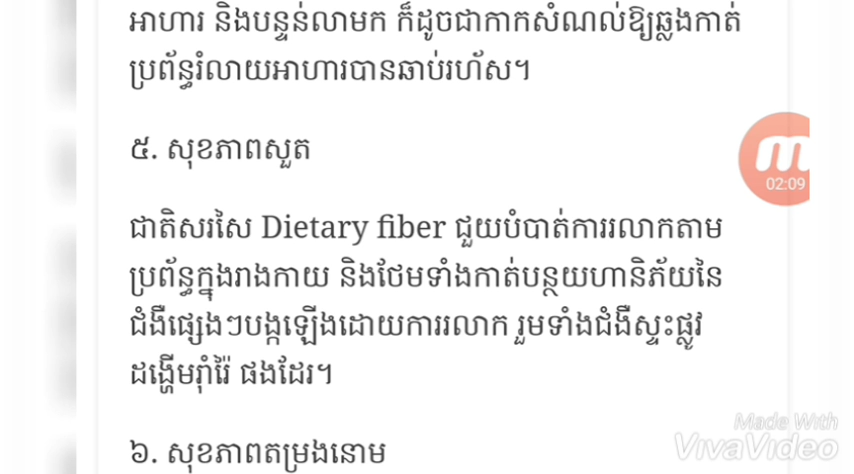 អាហារ និងបន្ទន់លាមក ក៏ដូចជាកាកសំណល់ឱ្យឆ្លងកាត់
ប្រព័ន្ធរំលាយអាហារបានឆាប់រហ័ស។
៥. សុខភាពសួត
ជាតិសរសៃ Dietary fiber ជួយបំបាត់ការរលាកតាម
ប្រព័ន្ធក្នុងរាងកាយ និងថែមទាំងកាត់បន្ថយហានិភ័យនៃ
ជំងឺផ្សេងៗបង្កឡើងដោយការរលាក រួមទាំងជំងឺស្ទះផ្លូវ
ដង្ហើមរ៉ាំរ៉ៃ ផងដែរ។
៦. សុខភាពតម្រងនោម
m
02:09
Made With
VivaVideo